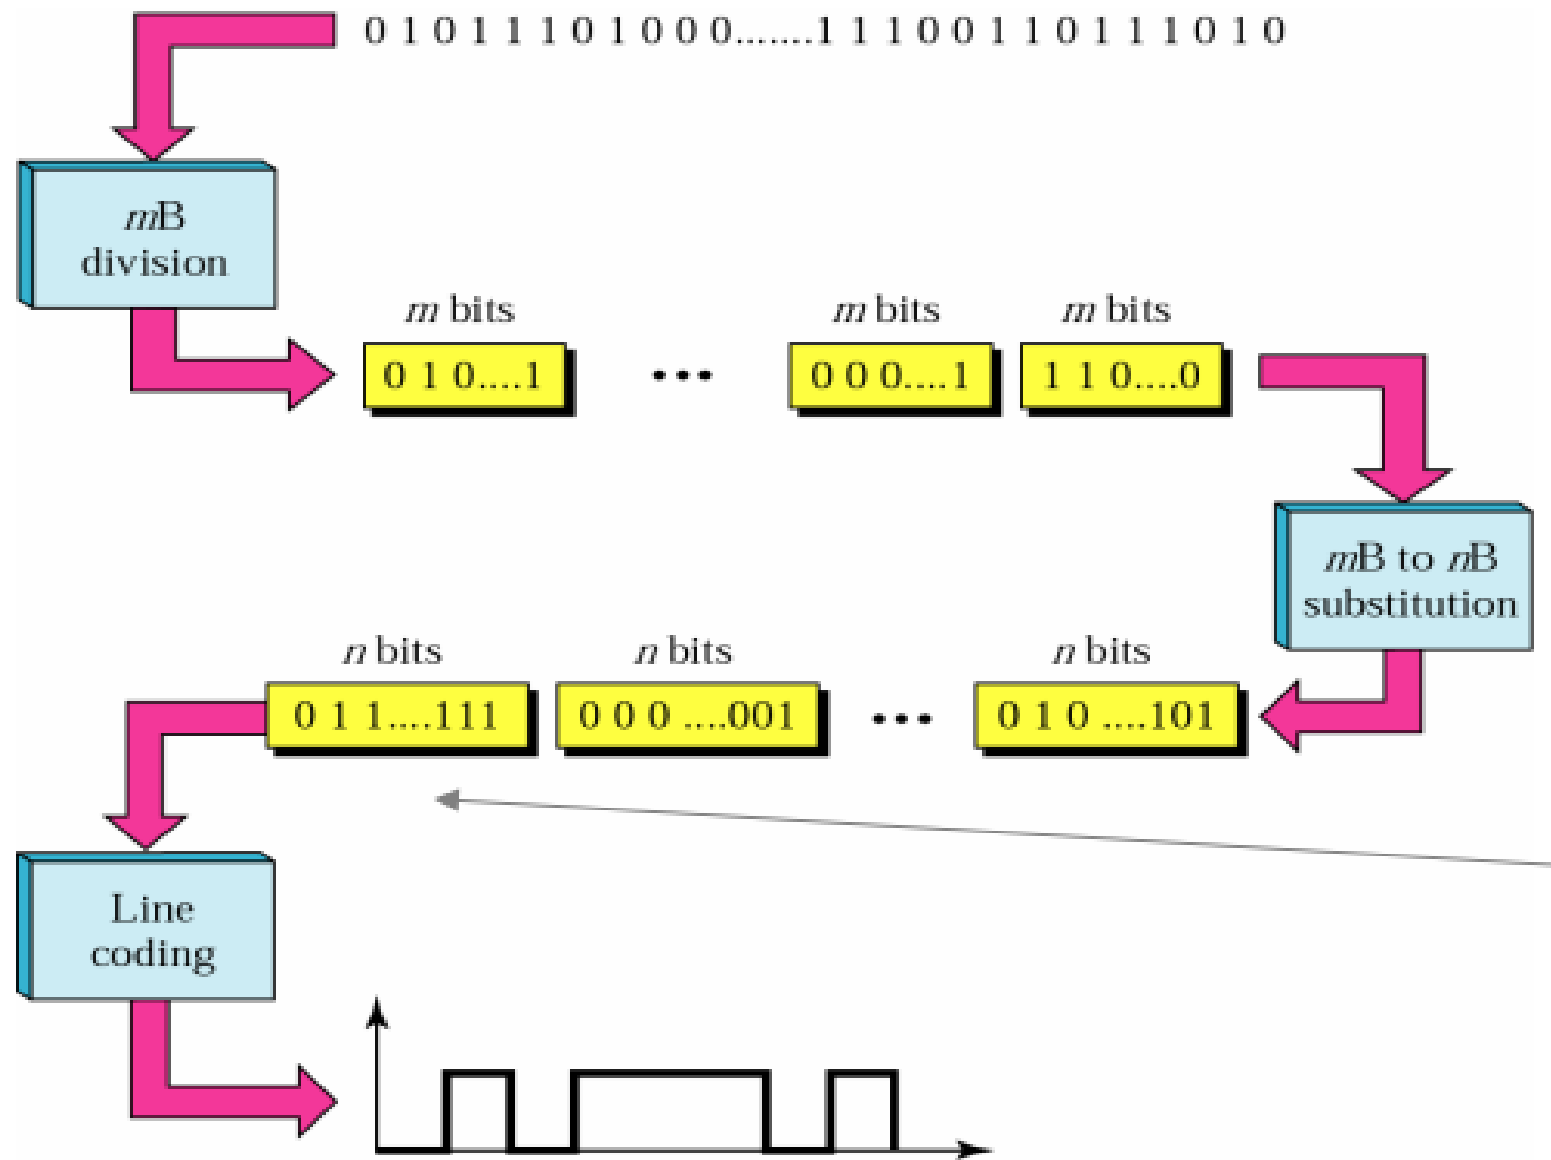 0 1 0 1 1 1 0 1 0 0 0.......1 1 1 0 0 1 1 0 1 1 1 0 1 0
mB
division
m bits
m bits
m bits
0 1 0....1
...
0 0 0....1
1 1 0....0
mB to nB
substitution
n bits
n bits
n bits
0 1 1....111
0 0 0 ....001
...
0 1 0 ....101
Line
coding